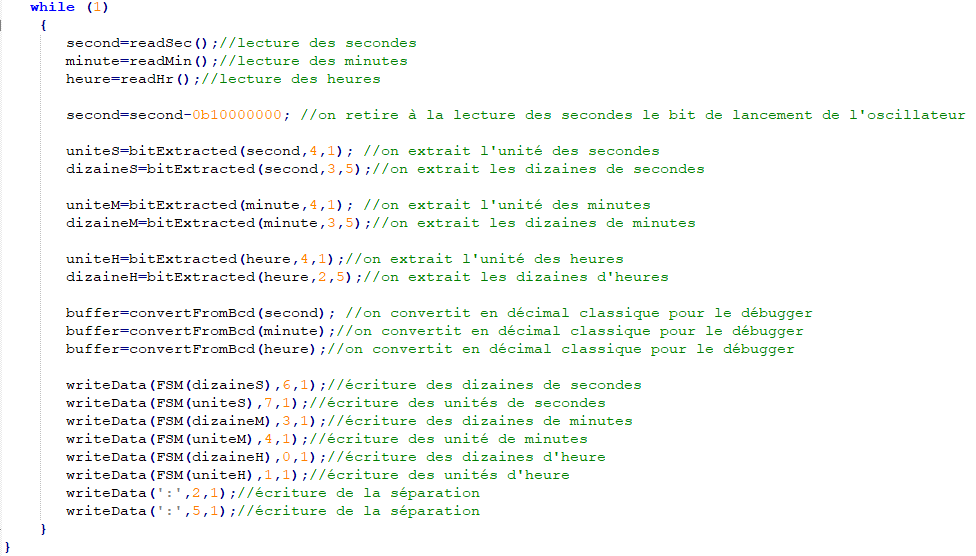 while (1)
{
second=readSec();//lecture des secondes
minute=readMin();//lecture des minutes
heure=readHr();//lecture des heures
second=second-0b10000000; //on retire à la lecture des secondes le bit de lancement de l'oscillateur
uniteS=bitExtracted(second,4,1); //on extrait l'unité des secondes
dizaineS=bitExtracted(second,3,5);//on extrait les dizaines de secondes
uniteM=bitExtracted(minute,4,1); //on extrait l'unité des minutes
dizaineM=bitExtracted(minute,3,5);//on extrait les dizaines de minutes
uniteH=bitExtracted(heure,4,1);//on extrait l'unité des heures
dizaineH=bitExtracted(heure,2,5);//on extrait les dizaines d'heures
buffer=convertFromBcd(second); //on convertit en décimal classique pour le débugger
buffer=convertFromBcd(minute);//on convertit en décimal classique pour le débugger
buffer=convertFromBcd(heure);//on convertit en décimal classique pour le débugger
writeData(FSM(dizaineS),6,1);//écriture des dizaines de secondes
writeData(FSM(uniteS),7,1);//écriture des unités de secondes
writeData(FSM(dizaineM),3,1);//écriture des dizaines de minutes
writeData(FSM(uniteM),4,1);//écriture des unité de minutes
writeData(FSM(dizaineH),0,1);//écriture des dizaines d'heure
writeData(FSM(uniteH),1,1);//écriture des unités d'heure
writeData(':',2,1);//écriture de la séparation
writeData(':',5,1);//écriture de la séparation
}
}